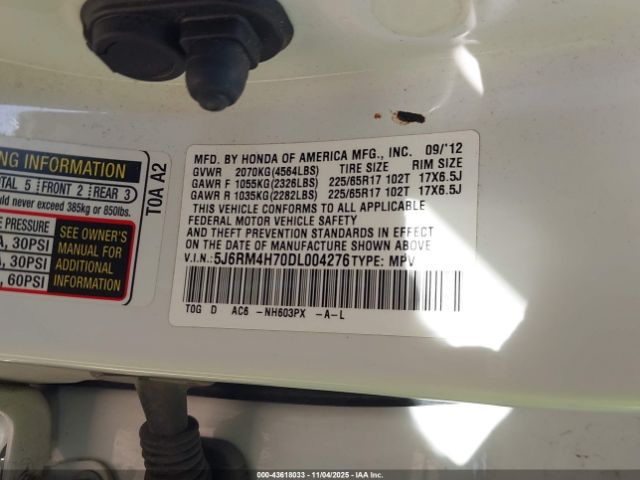 NG INFORMATION
OTAL 5 FRONT 2 REAR 3
ould never exceed 385kg or 850lbs.
E PRESSURE
A, 30PSI
A, 30PSI
, 60PSI
SEE OWNER'S
MANUAL FOR
ADDITIONAL
INFORMATION
T0A A2
MFD. BY HONDA OF AMERICA MFG., INC. 09/'12
GVWR 2070KG(4564LBS) TIRE SIZE RIM SIZE
GAWR F 1055KG(2326LBS) 225/65R17 102T 17X6.5J
GAWR R 1035KG(2282LBS) 225/65R17 102T 17X6.5J
THIS VEHICLE CONFORMS TO ALL APPLICABLE
FEDERAL MOTOR VEHICLE SAFETY
AND THEFT PREVENTION STANDARDS IN EFFECT
ON THE DATE OF MANUFACTURE SHOWN ABOVE.
V.I.N.: 5J6RM4H70DL004276 TYPE: MPV
T0G D AC6 -NH603PX -A-L
000-43618033 - 11/04/2025 - IAA Inc.